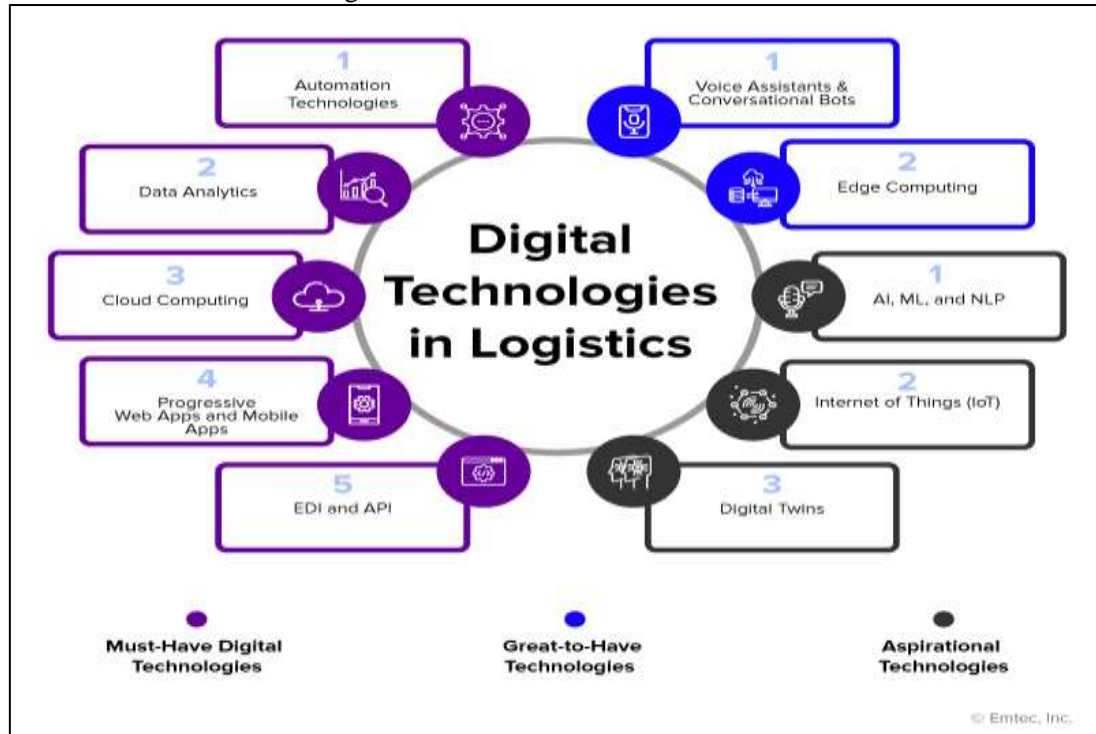 1
Automation
Technologies
2
Data Analytics
3
Cloud Computing
4
Progressive
Web Apps and Mobile
Apps
5
EDI and API
Digital
Technologies
in Logistics
1
Voice Assistants &
Conversational Bots
2
Edge Computing
1
AI, ML, and NLP
2
Internet of Things (IoT)
3
Digital Twins
Must-Have Digital
Technologies
Great-to-Have
Technologies
Aspirational
Technologies
© Emtec, Inc.